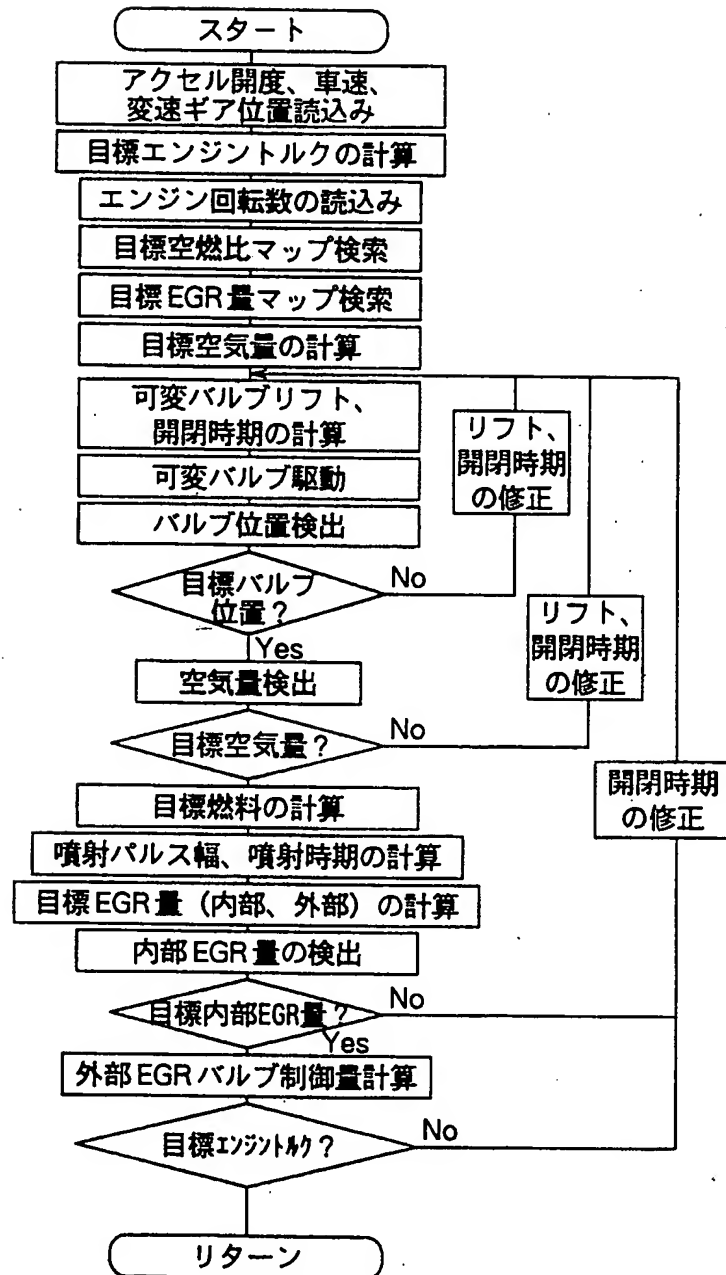 スタート
アクセル開度、車速、
変速ギア位置読込み
目標エンジントルクの計算
エンジン回転数の読込み
目標空燃比マップ検索
目標EGR量マップ検索
目標空気量の計算
可変バルブリフト、
開閉時期の計算
可変バルブ駆動
バルブ位置検出
リフト、
開閉時期
の修正
目標バルブ
位置?
No
Yes
リフト、
開閉時期
の修正
空気量検出
目標空気量?
No
開閉時期
の修正
目標燃料の計算
噴射パルス幅、噴射時期の計算
目標EGR量（内部、外部）の計算
内部EGR量の検出
目標内部EGR量?
No
Yes
外部EGRバルブ制御量計算
目標エンジントルク?
No
リターン